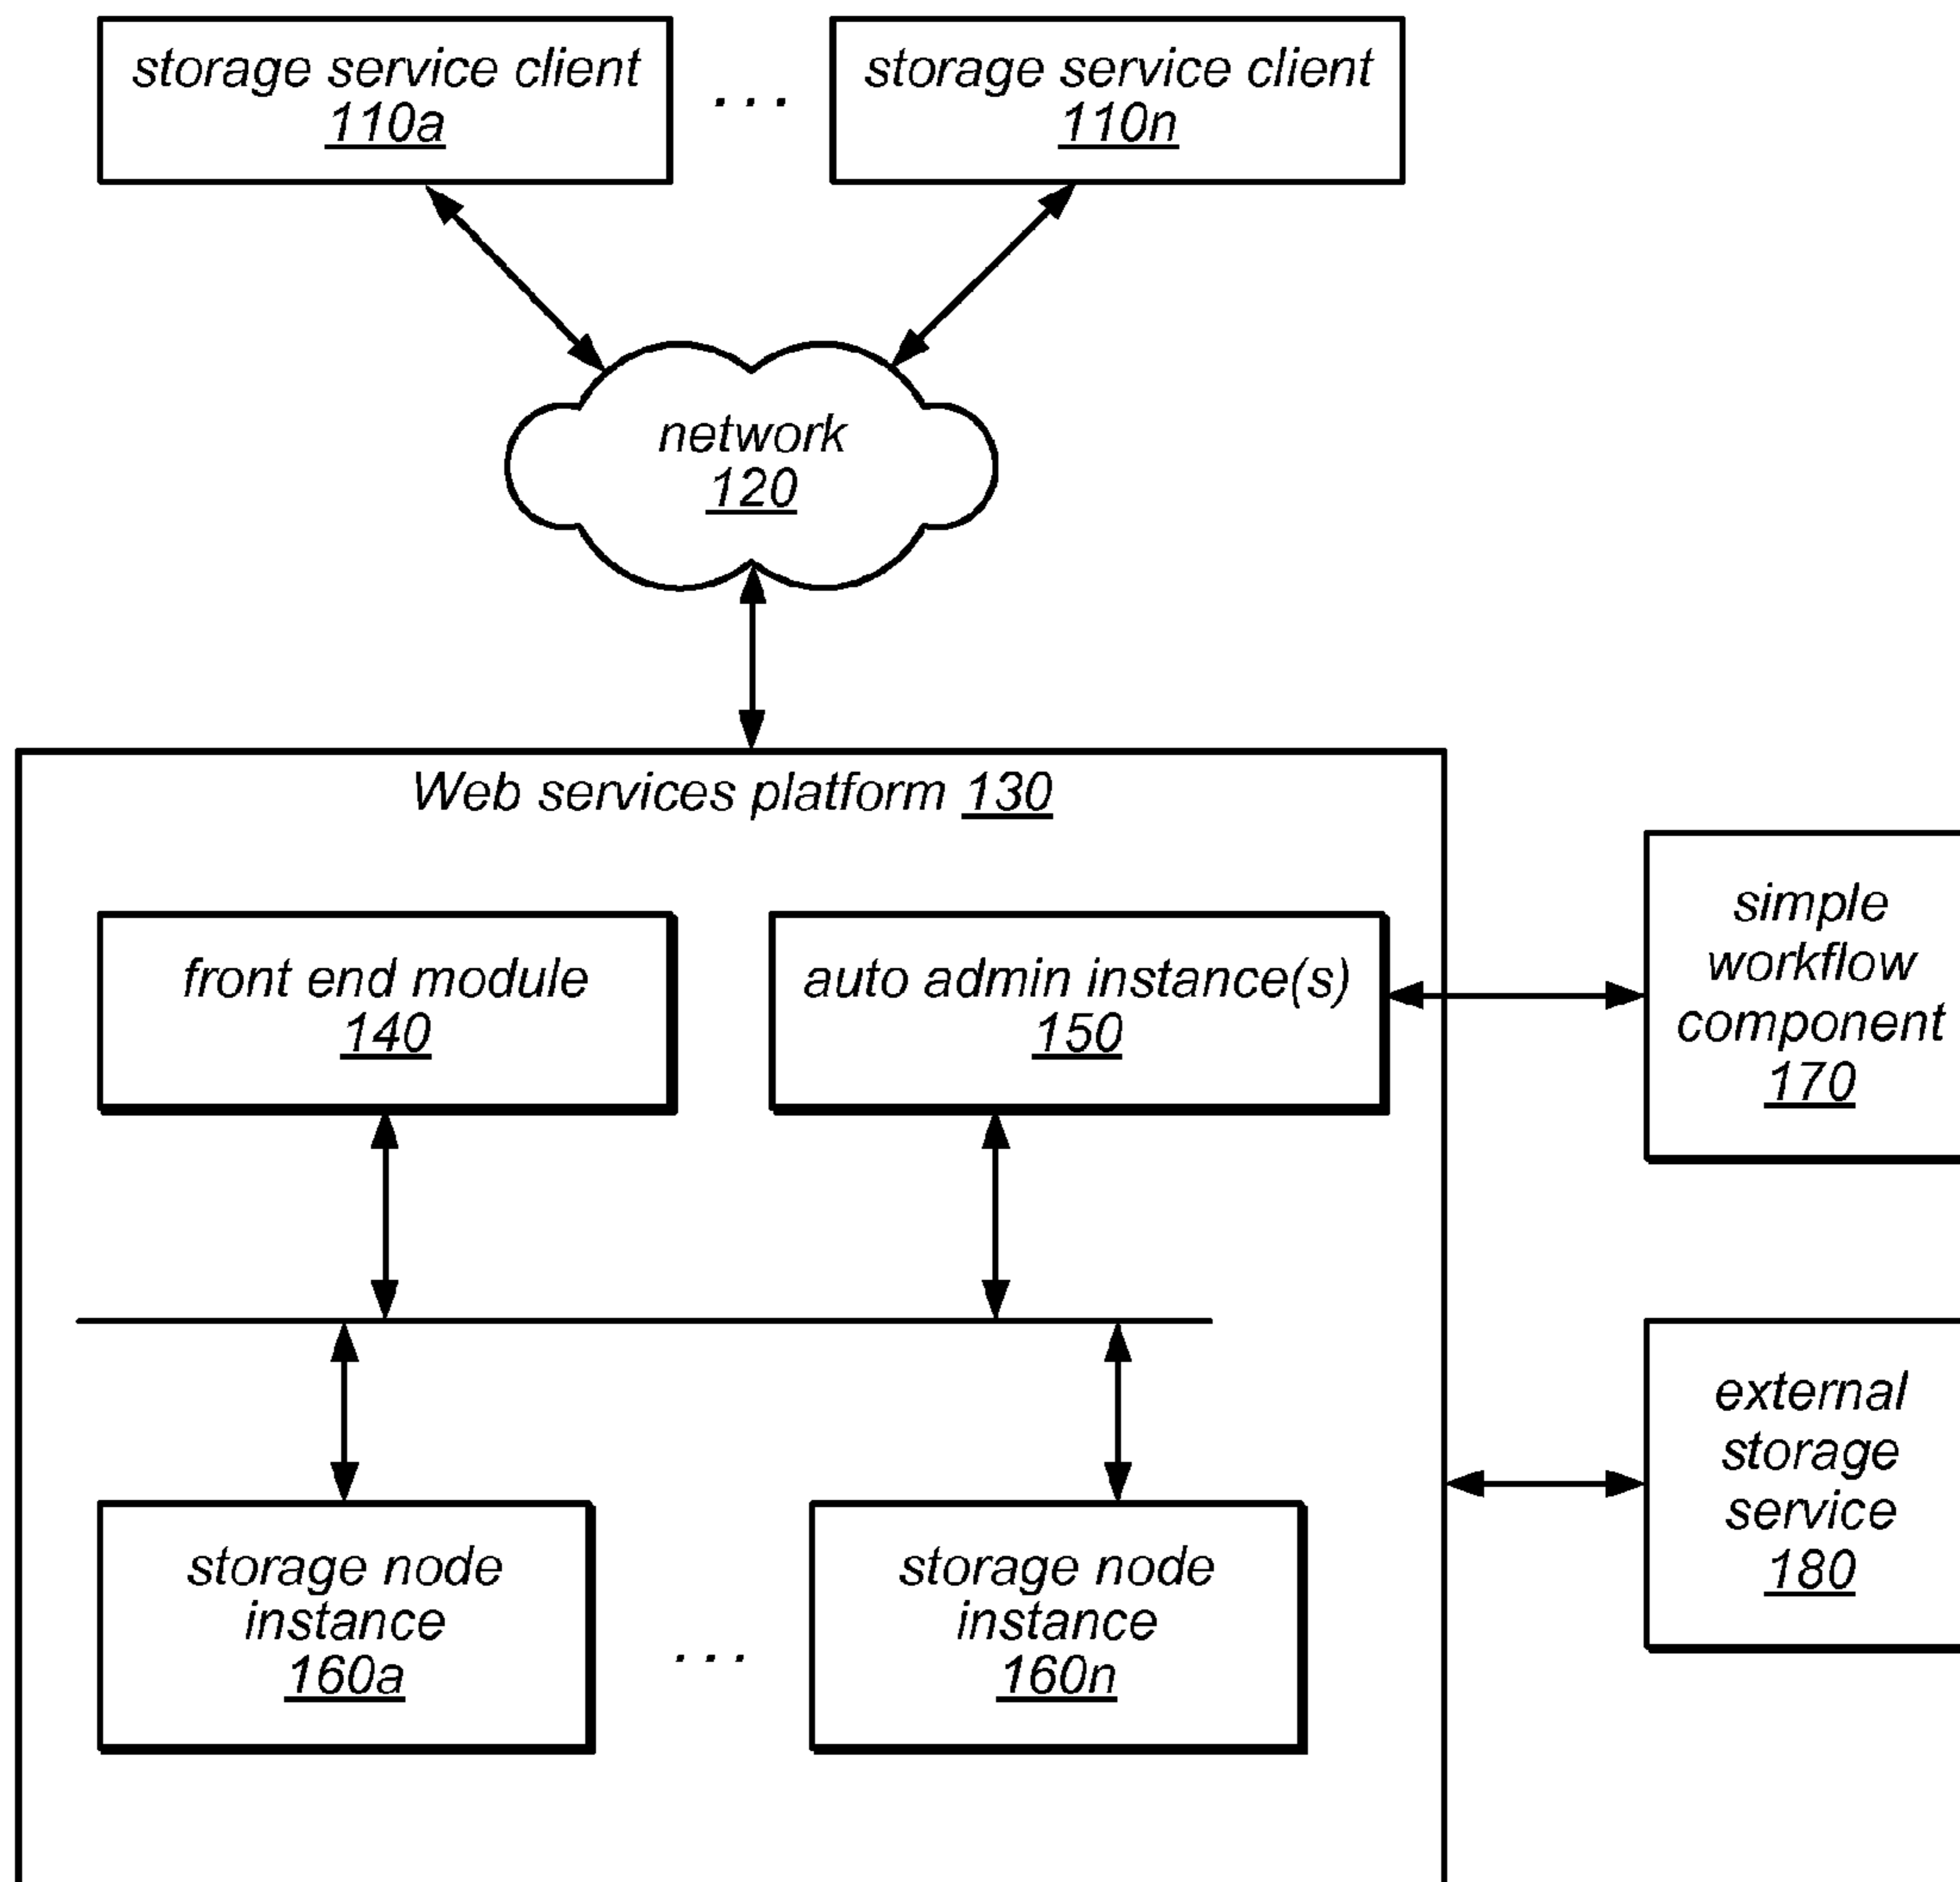 storage service client
110a
. . .
storage service client
110n
network
120
Web services platform 130
front end module
140
auto admin instance(s)
150
simple
workflow
component
170
external
storage
service
180
storage node
instance
160a
. . .
storage node
instance
160n